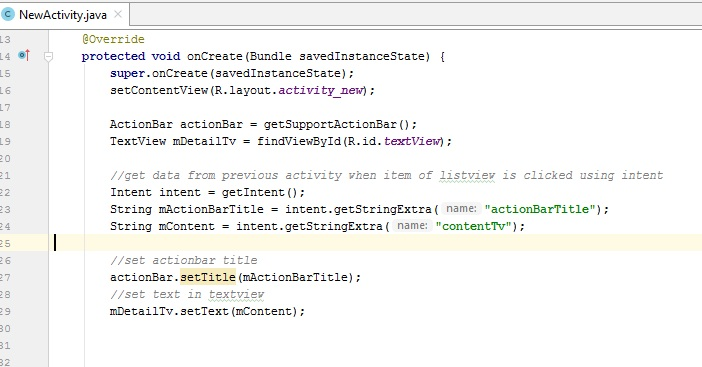 NewActivity.java
13 @Override
14 protected void onCreate(Bundle savedInstanceState) {
15 super.onCreate(savedInstanceState);
16 setContentView(R.layout.activity_new);
17
18 ActionBar actionBar = getSupportActionBar();
19 TextView mDetailTv = findViewById(R.id.textView);
20
21 //get data from previous activity when item of listview is clicked using intent
22 Intent intent = getIntent();
23 String mActionBarTitle = intent.getStringExtra( name: "actionBarTitle");
24 String mContent = intent.getStringExtra( name: "contentTv");
25
26 //set actionbar title
27 actionBar.setTitle(mActionBarTitle);
28 //set text in textview
29 mDetailTv.setText(mContent);
30
31
32